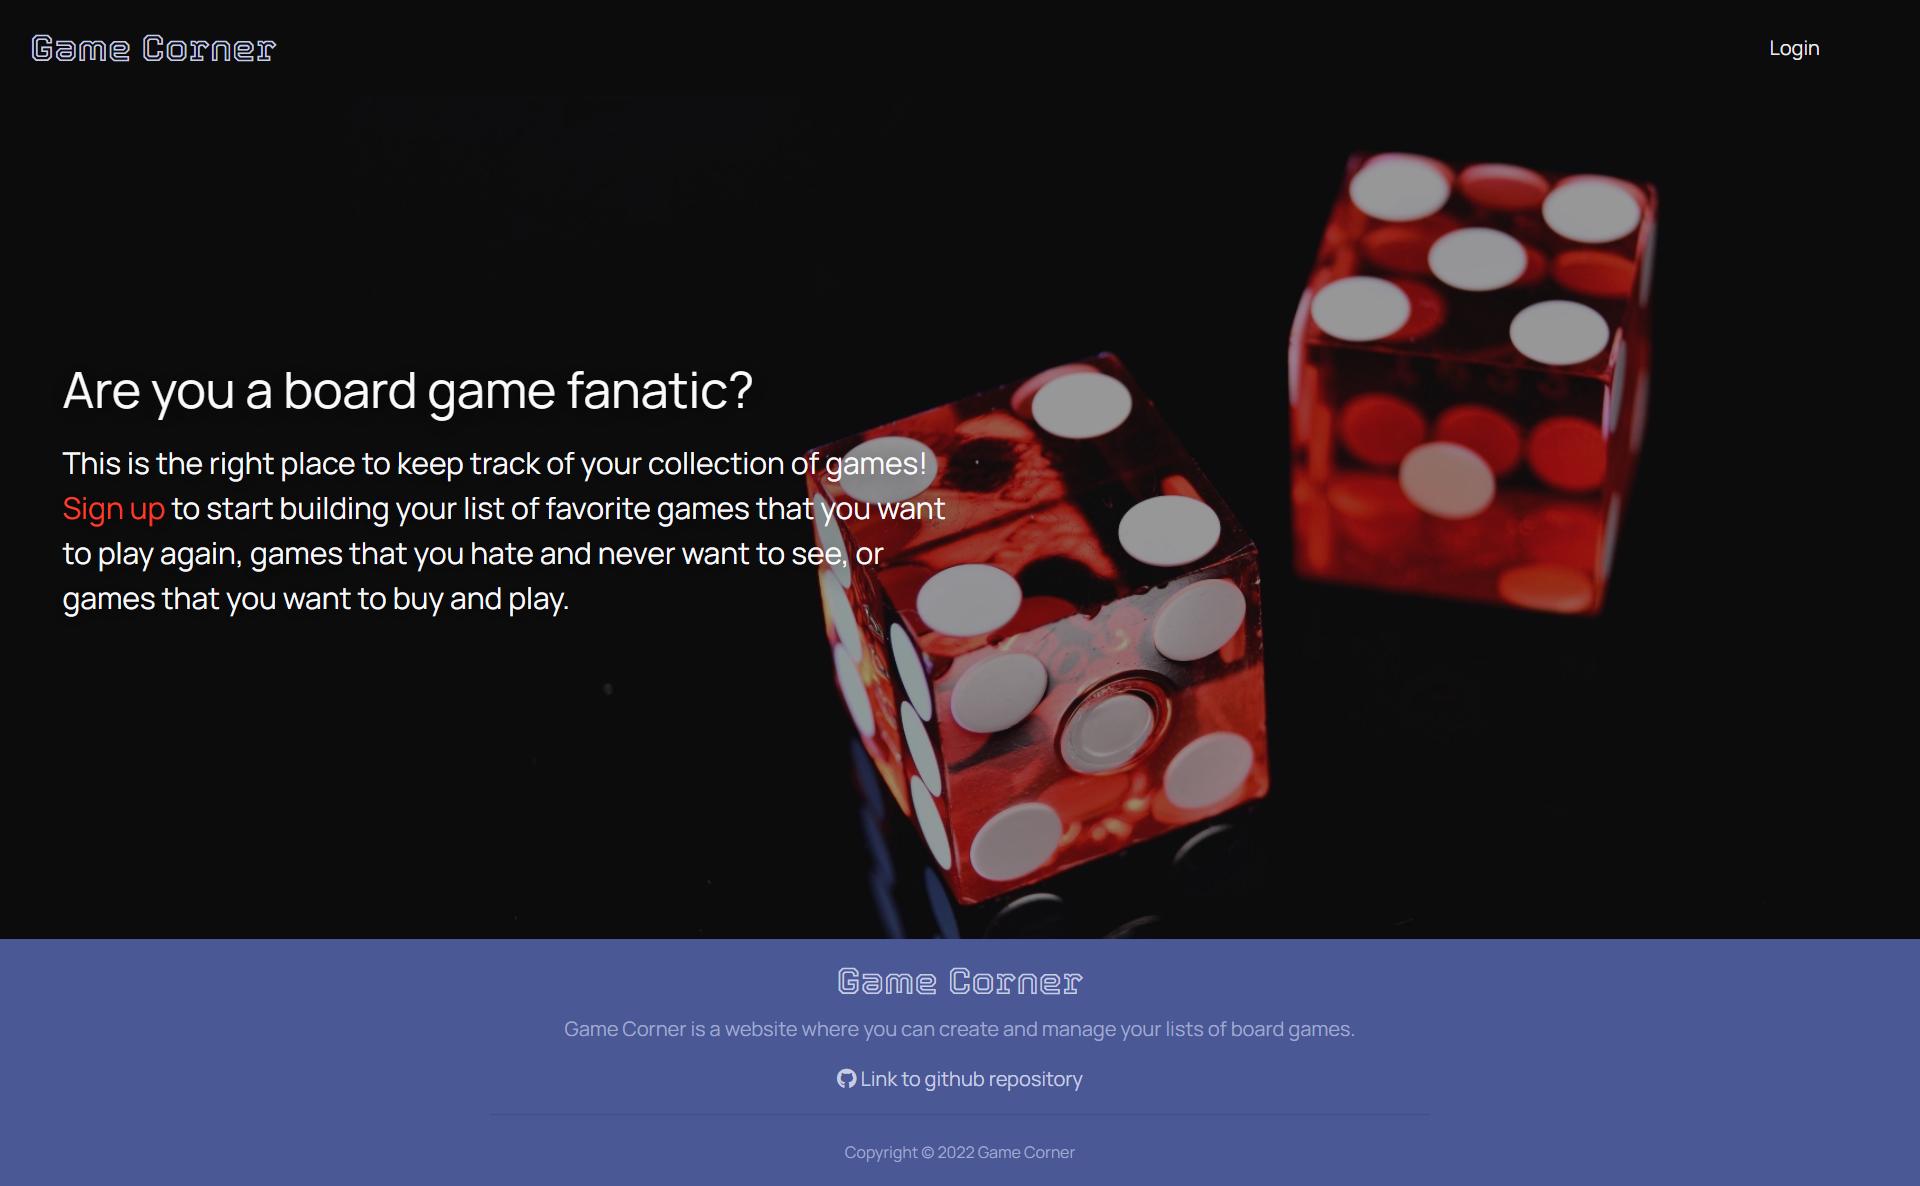 Game Corner
Login
Are you a board game fanatic?
This is the right place to keep track of your collection of games!
Sign up to start building your list of favorite games that you want
to play again, games that you hate and never want to see, or
games that you want to buy and play.
Game Corner
Game Corner is a website where you can create and manage your lists of board games.
Link to github repository
Copyright © 2022 Game Corner